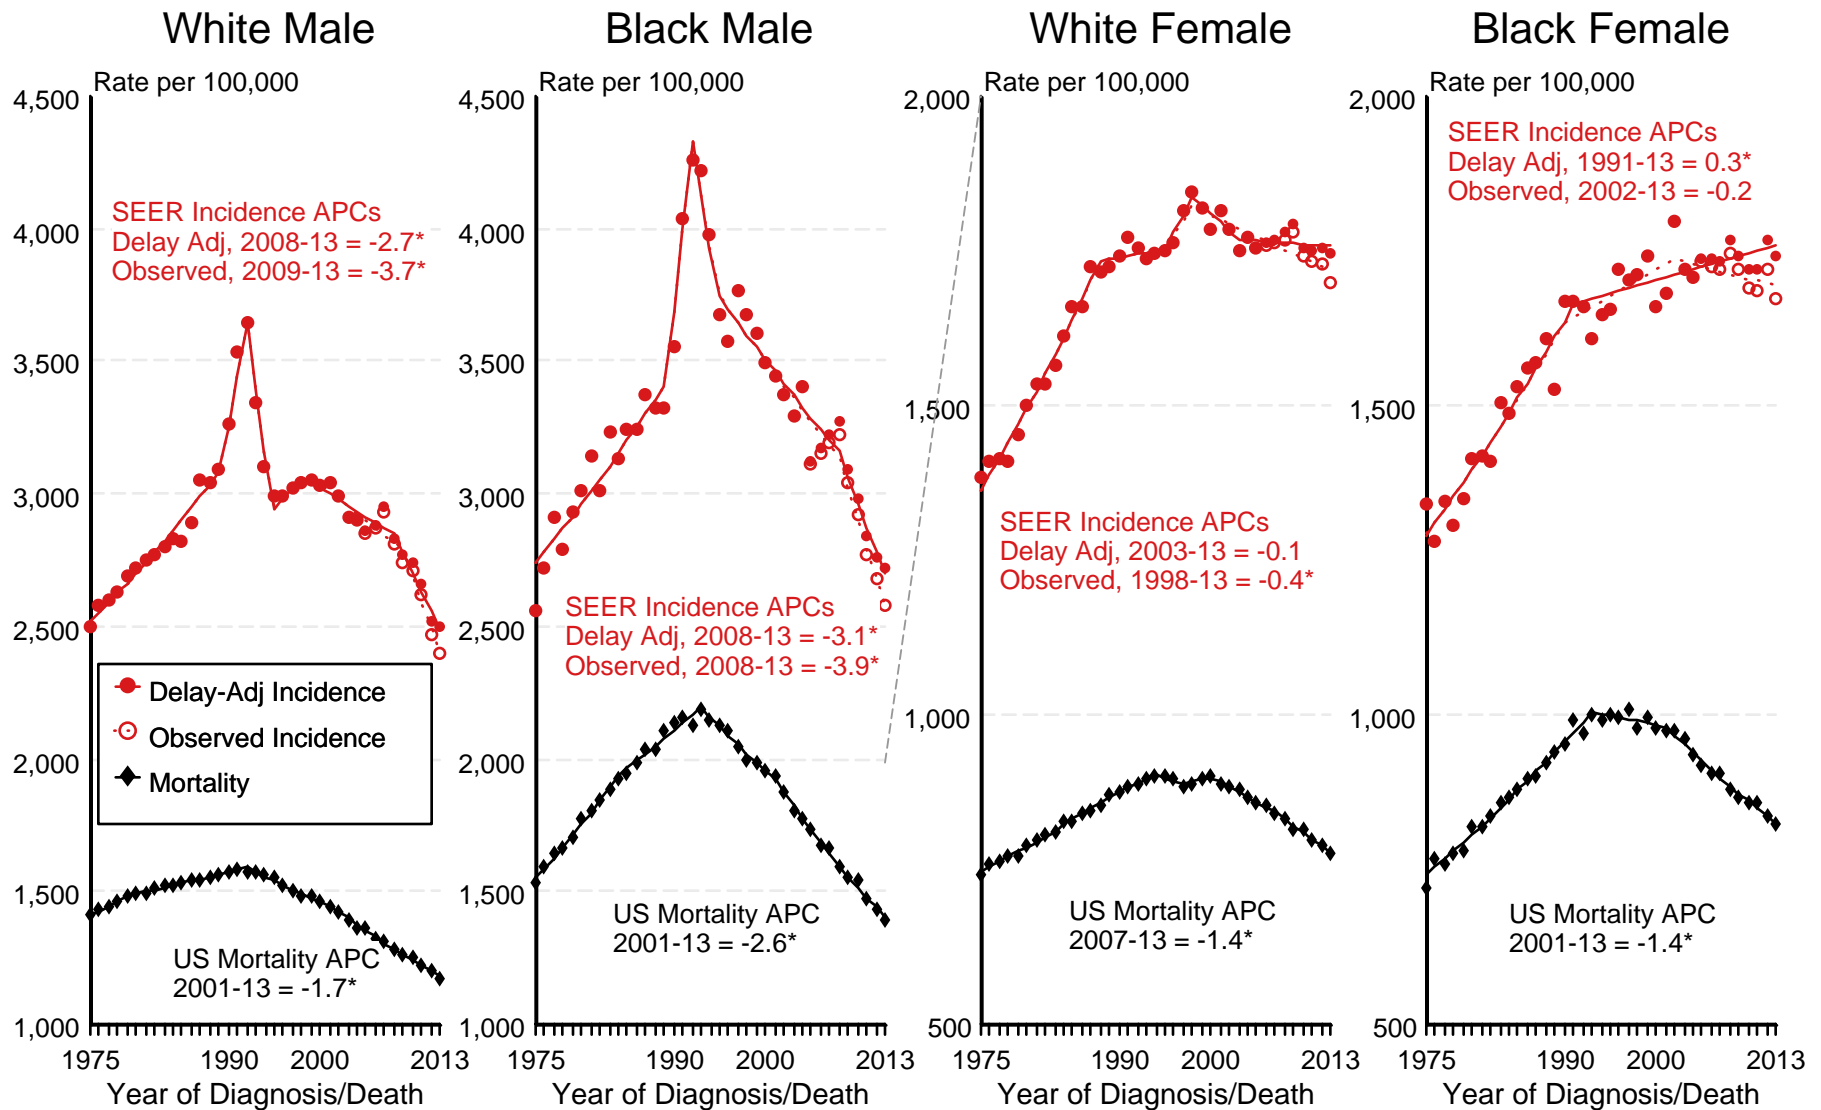 White Male
Rate per 100,000
4,500
4,000
3,500
3,000
2,500
2,000
1,500
1,000
SEER Incidence APCs
Delay Adj, 2008-13 = -2.7*
Observed, 2009-13 = -3.7*
Delay-Adj Incidence
Observed Incidence
Mortality
US Mortality APC
2001-13 = -1.7*
1975 1990 2000 2013
Year of Diagnosis/Death
Black Male
Rate per 100,000
4,500
4,000
3,500
3,000
2,500
2,000
1,500
1,000
SEER Incidence APCs
Delay Adj, 2008-13 = -3.1*
Observed, 2008-13 = -3.9*
US Mortality APC
2001-13 = -2.6*
1975 1990 2000 2013
Year of Diagnosis/Death
White Female
Rate per 100,000
2,000
1,500
1,000
500
SEER Incidence APCs
Delay Adj, 2003-13 = -0.1
Observed, 1998-13 = -0.4*
US Mortality APC
2007-13 = -1.4*
1975 1990 2000 2013
Year of Diagnosis/Death
Black Female
Rate per 100,000
2,000
1,500
1,000
500
SEER Incidence APCs
Delay Adj, 1991-13 = 0.3*
Observed, 2002-13 = -0.2
US Mortality APC
2001-13 = -1.4*
1975 1990 2000 2013
Year of Diagnosis/Death